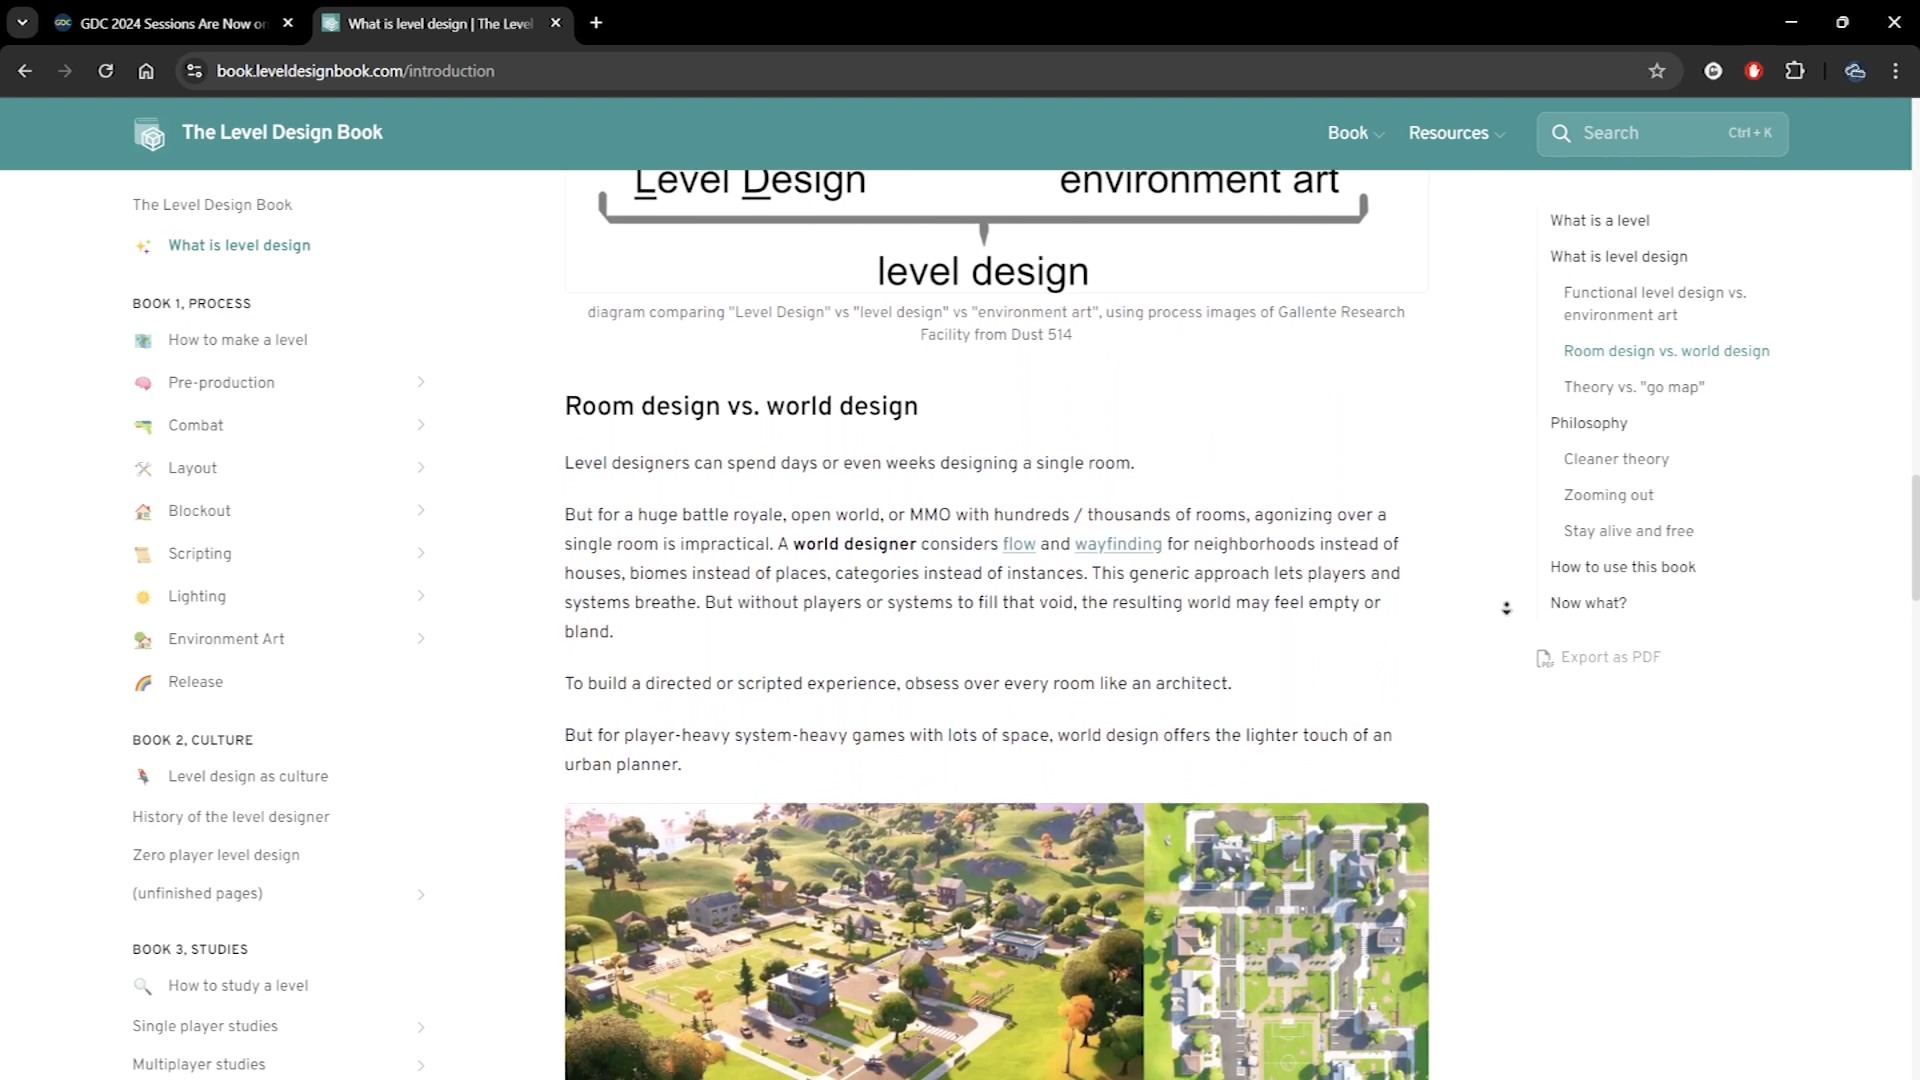 GDC 2024 Sessions Are Now on
What is level design | The Level
book.leveldesignbook.com/introduction
The Level Design Book
Book
Resources
Search
Ctrl + K
The Level Design Book
What is level design
BOOK 1, PROCESS
How to make a level
Pre-production
Combat
Layout
Blockout
Scripting
Lighting
Environment Art
Release
BOOK 2, CULTURE
Level design as culture
History of the level designer
Zero player level design
(unfinished pages)
BOOK 3, STUDIES
How to study a level
Single player studies
Multiplayer studies
Level Design
environment art
level design
diagram comparing "Level Design" vs "level design" vs "environment art", using process images of Gallente Research
Facility from Dust 514
Room design vs. world design
Level designers can spend days or even weeks designing a single room.
But for a huge battle royale, open world, or MMO with hundreds / thousands of rooms, agonizing over a
single room is impractical. A world designer considers flow and wayfinding for neighborhoods instead of
houses, biomes instead of places, categories instead of instances. This generic approach lets players and
systems breathe. But without players or systems to fill that void, the resulting world may feel empty or
bland.
To build a directed or scripted experience, obsess over every room like an architect.
But for player-heavy system-heavy games with lots of space, world design offers the lighter touch of an
urban planner.
What is a level
What is level design
Functional level design vs.
environment art
Room design vs. world design
Theory vs. "go map"
Philosophy
Cleaner theory
Zooming out
Stay alive and free
How to use this book
Now what?
Export as PDF